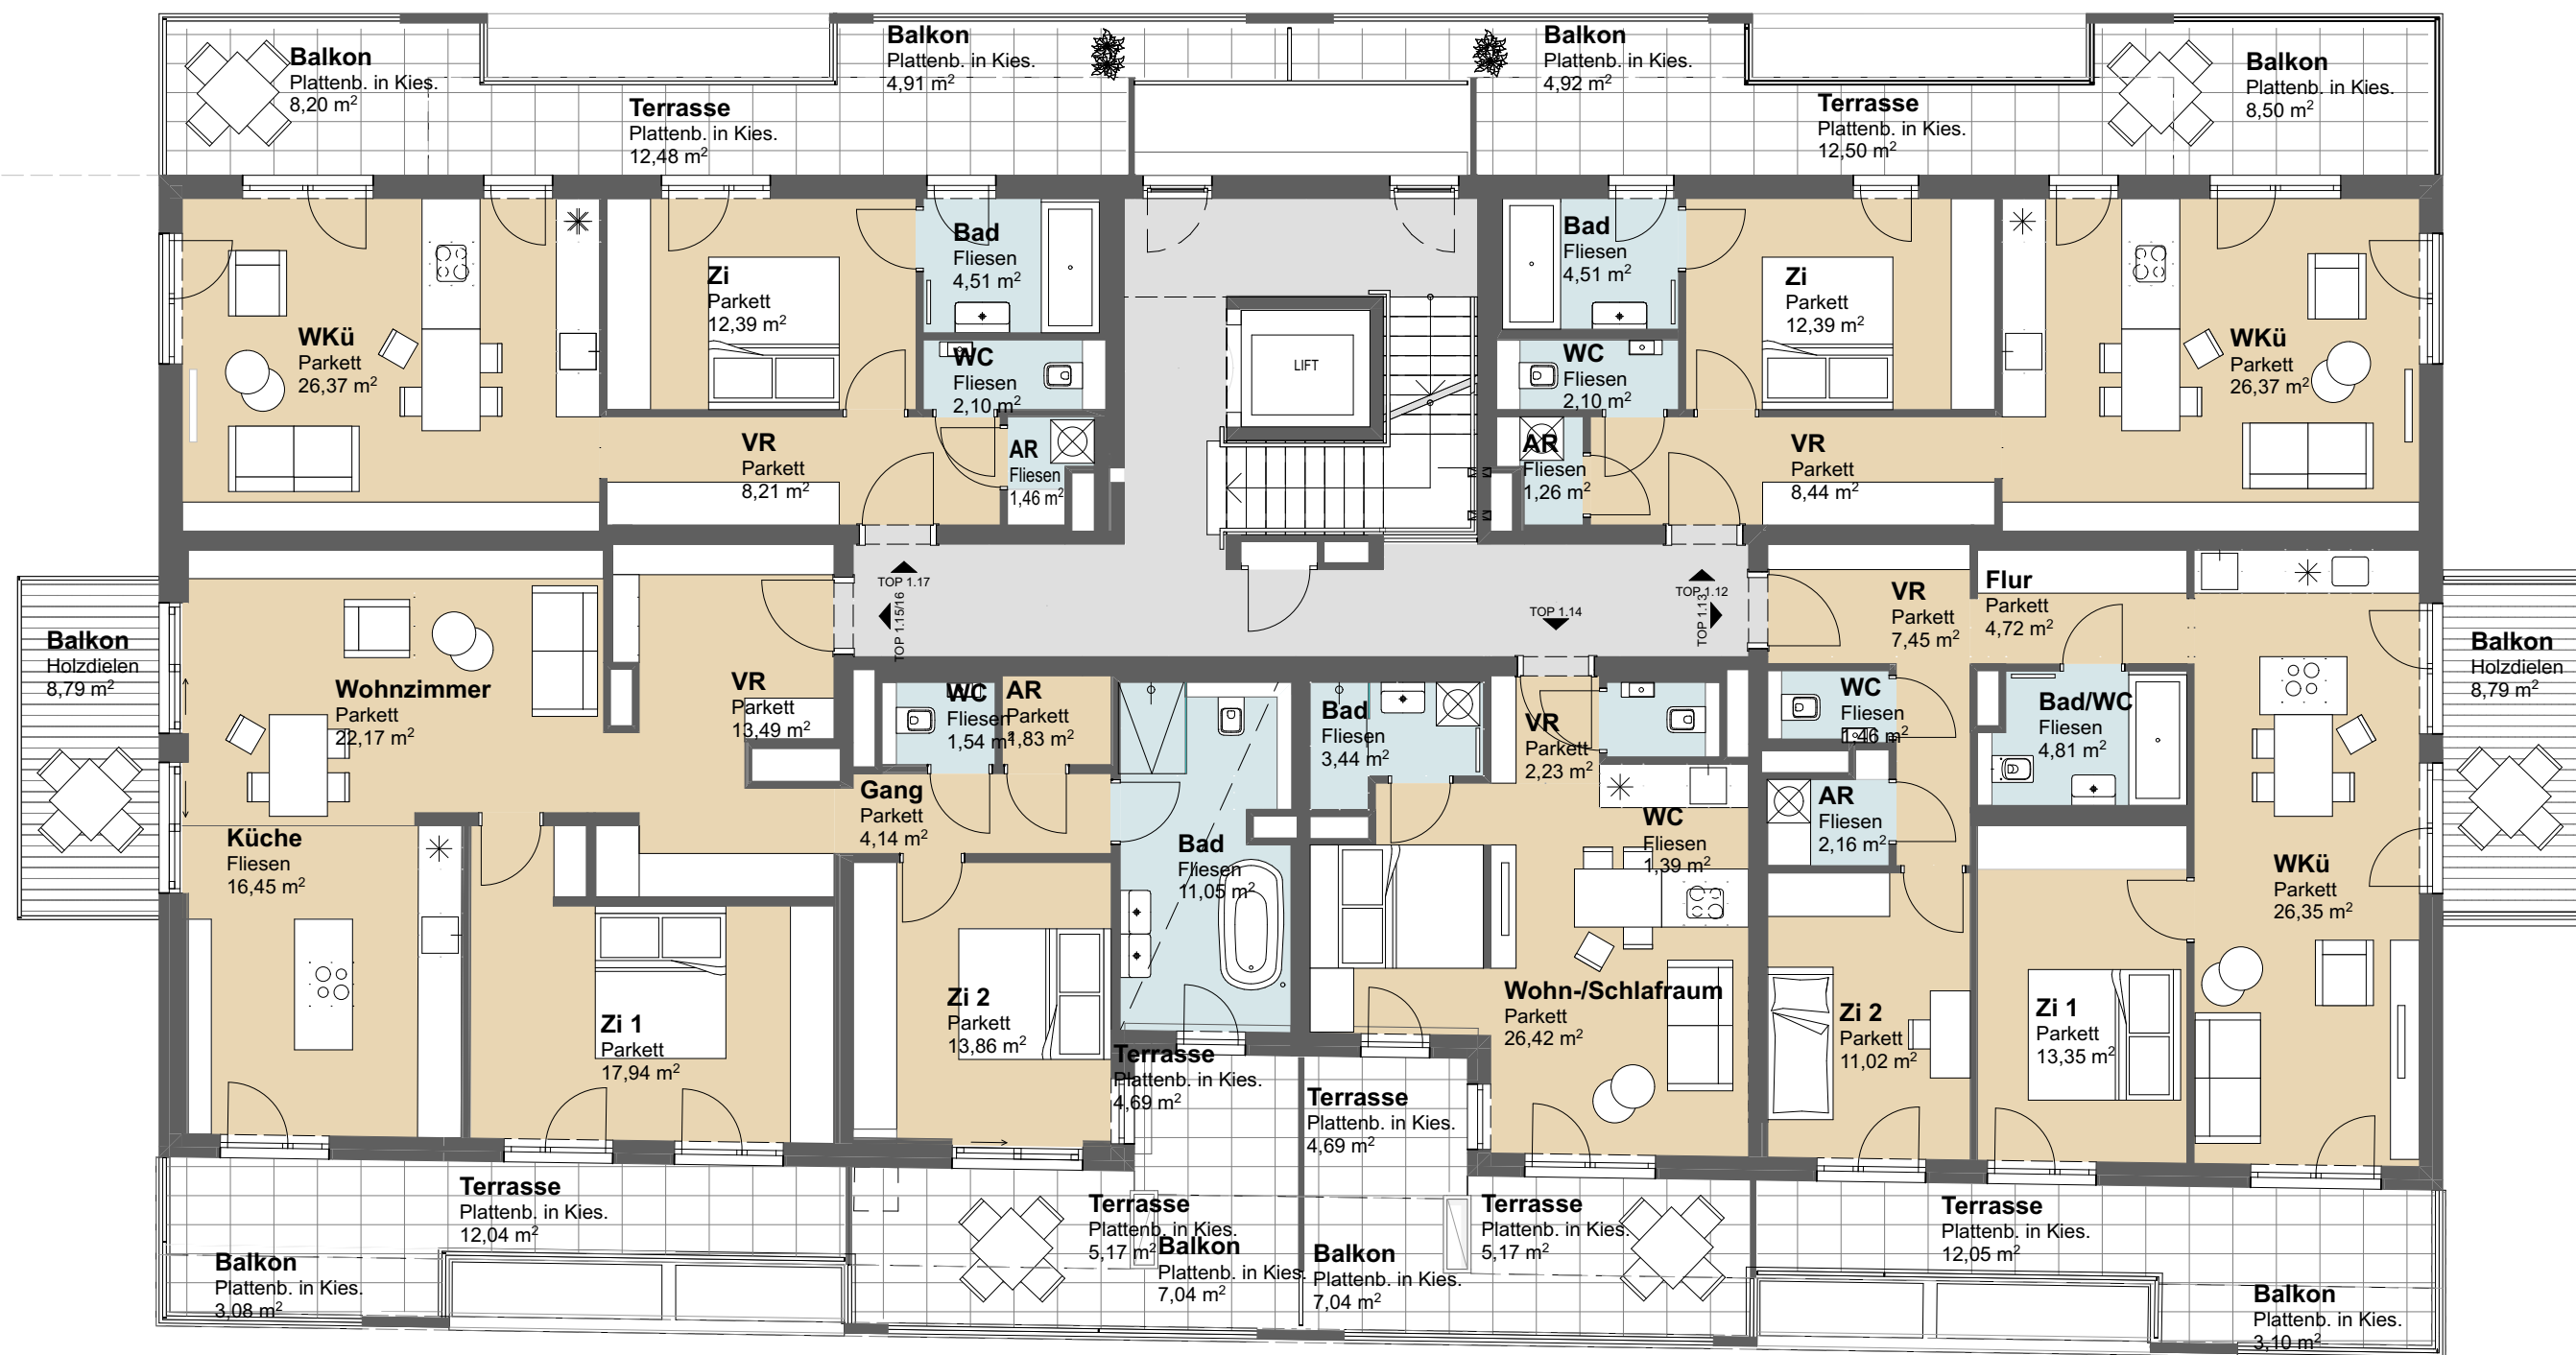 Balkon
Plattenb. in Kies.
8,20 m²
Terrasse
Plattenb. in Kies.
12,48 m²
Balkon
Plattenb. in Kies.
4,91 m²
Balkon
Plattenb. in Kies.
4,92 m²
Terrasse
Plattenb. in Kies.
12,50 m²
Balkon
Plattenb. in Kies.
8,50 m²
WKü
Parkett
26,37 m²
Zi
Parkett
12,39 m²
Bad
Fliesen
4,51 m²
WC
Fliesen
2,10 m²
VR
Parkett
8,21 m²
AR
Fliesen
1,46 m²
LIFT
Bad
Fliesen
4,51 m²
WC
Fliesen
2,10 m²
AR
Fliesen
1,26 m²
Zi
Parkett
12,39 m²
VR
Parkett
8,44 m²
WKü
Parkett
26,37 m²
TOP 1.17
TOP 1.15/16
TOP 1.14
TOP 1.12
TOP 1.13
Balkon
Holzdielen
8,79 m²
Wohnzimmer
Parkett
22,17 m²
VR
Parkett
13,49 m²
WC
Fliesen
1,54 m²
AR
Parkett
1,83 m²
Gang
Parkett
4,14 m²
Küche
Fliesen
16,45 m²
Zi 1
Parkett
17,94 m²
Zi 2
Parkett
13,86 m²
Bad
Fliesen
11,05 m²
Bad
Fliesen
3,44 m²
VR
Parkett
2,23 m²
WC
Fliesen
1,39 m²
Wohn-/Schlafraum
Parkett
26,42 m²
VR
Parkett
7,45 m²
Flur
Parkett
4,72 m²
WC
Fliesen
1,46 m²
Bad/WC
Fliesen
4,81 m²
AR
Fliesen
2,16 m²
Zi 2
Parkett
11,02 m²
Zi 1
Parkett
13,35 m²
WKü
Parkett
26,35 m²
Balkon
Holzdielen
8,79 m²
Terrasse
Plattenb. in Kies.
4,69 m²
Terrasse
Plattenb. in Kies.
4,69 m²
Terrasse
Plattenb. in Kies.
12,04 m²
Balkon
Plattenb. in Kies.
3,08 m²
Terrasse
Plattenb. in Kies.
5,17 m²
Balkon
Plattenb. in Kies.
7,04 m²
Balkon
Plattenb. in Kies.
7,04 m²
Terrasse
Plattenb. in Kies.
5,17 m²
Terrasse
Plattenb. in Kies.
12,05 m²
Balkon
Plattenb. in Kies.
3,10 m²